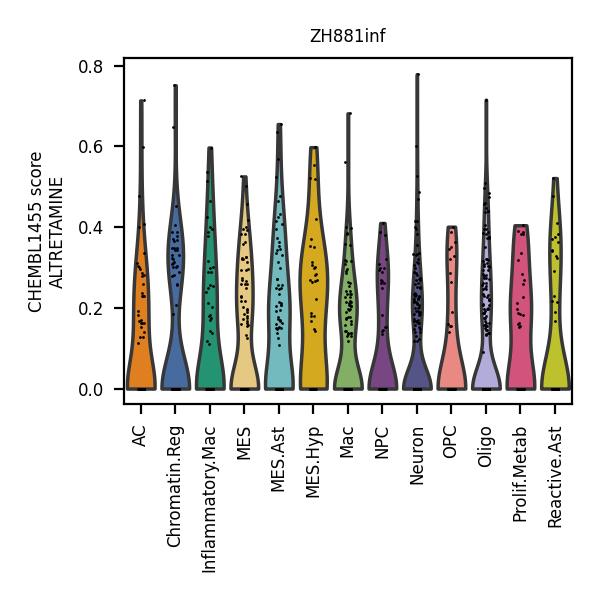 ZH881inf
CHEMBL1455 score
ALTRETAMINE
0.8
0.6
0.4
0.2
0.0
AC
Chromatin.Reg
Inflammatory.Mac
MES
MES.Ast
MES.Hyp
Mac
NPC
Neuron
OPC
Oligo
Prolif.Metab
Reactive.Ast